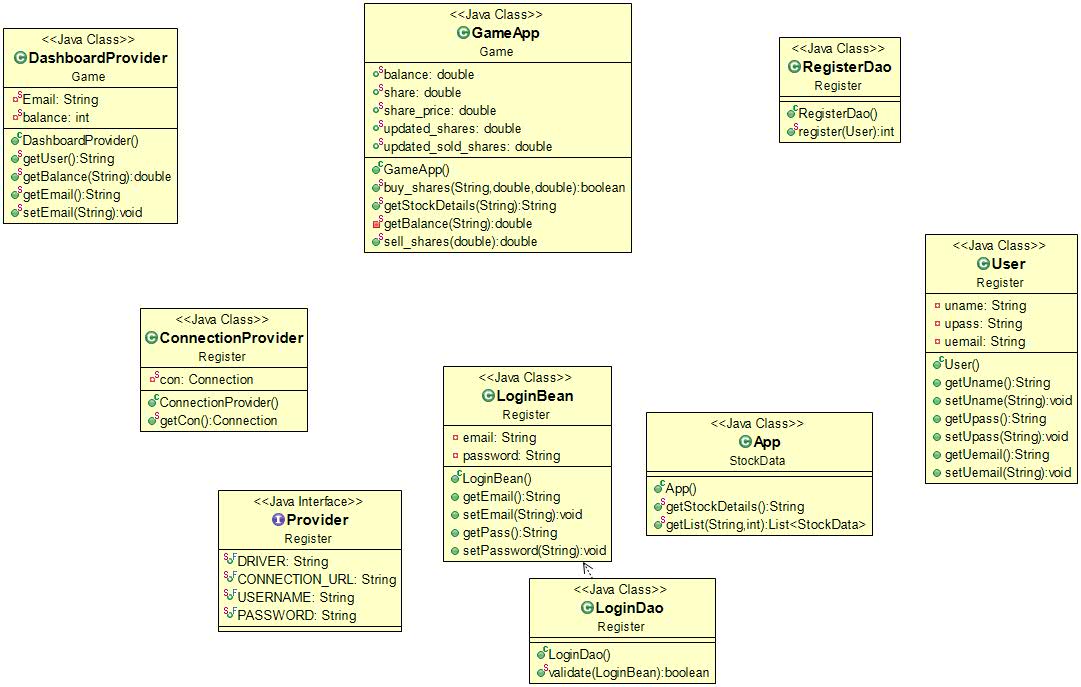 <<Java Class>>
DashboardProvider
Game
Email: String
balance: int
DashboardProvider()
getUser():String
getBalance(String):double
getEmail():String
setEmail(String):void
<<Java Class>>
GameApp
Game
balance: double
share: double
share_price: double
updated_shares: double
updated_sold_shares: double
GameApp()
buy_shares(String,double,double):boolean
getStockDetails(String):String
getBalance(String):double
sell_shares(double):double
<<Java Class>>
RegisterDao
Register
RegisterDao()
register(User):int
<<Java Class>>
User
Register
uname: String
upass: String
uemail: String
User()
getUname():String
setUname(String):void
getUpass():String
setUpass(String):void
getUemail():String
setUemail(String):void
<<Java Class>>
ConnectionProvider
Register
con: Connection
ConnectionProvider()
getCon():Connection
<<Java Class>>
LoginBean
Register
email: String
password: String
LoginBean()
getEmail():String
setEmail(String):void
getPass():String
setPassword(String):void
<<Java Class>>
App
StockData
App()
getStockDetails():String
getList(String,int):List<StockData>
<<Java Interface>>
Provider
Register
DRIVER: String
CONNECTION_URL: String
USERNAME: String
PASSWORD: String
<<Java Class>>
LoginDao
Register
LoginDao()
validate(LoginBean):boolean